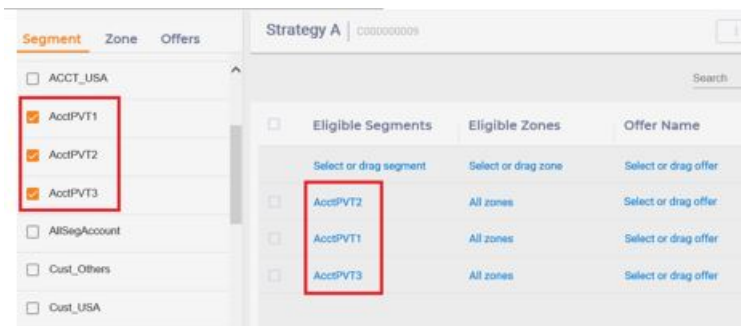 Segment Zone Offers
ACCT_USA
AcctPVT1
AcctPVT2
AcctPVT3
AllSegAccount
Cust_Others
Cust_USA
Strategy A | C000000009
Search
Eligible Segments Eligible Zones Offer Name
Select or drag segment Select or drag zone Select or drag offer
AcctPVT2 All zones Select or drag offer
AcctPVT1 All zones Select or drag offer
AcctPVT3 All zones Select or drag offer